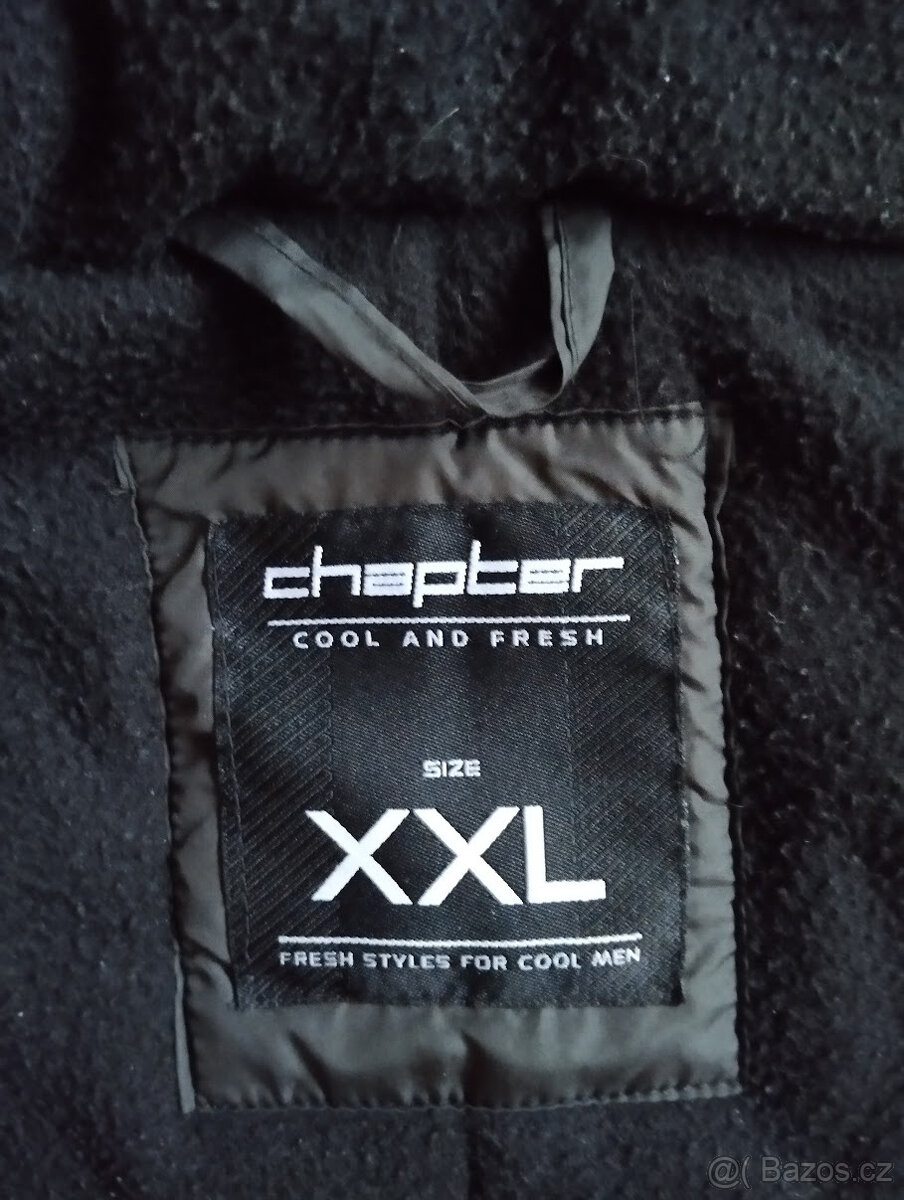 chapter
COOL AND FRESH
SIZE
XXL
FRESH STYLES FOR COOL MEN
@( Bazos.cz